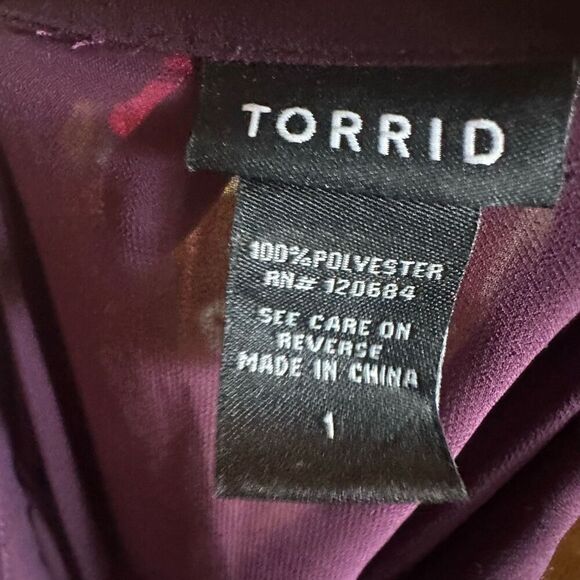 TORRID
100% POLYESTER
RN# 120684
SEE CARE ON
REVERSE
MADE IN CHINA
1